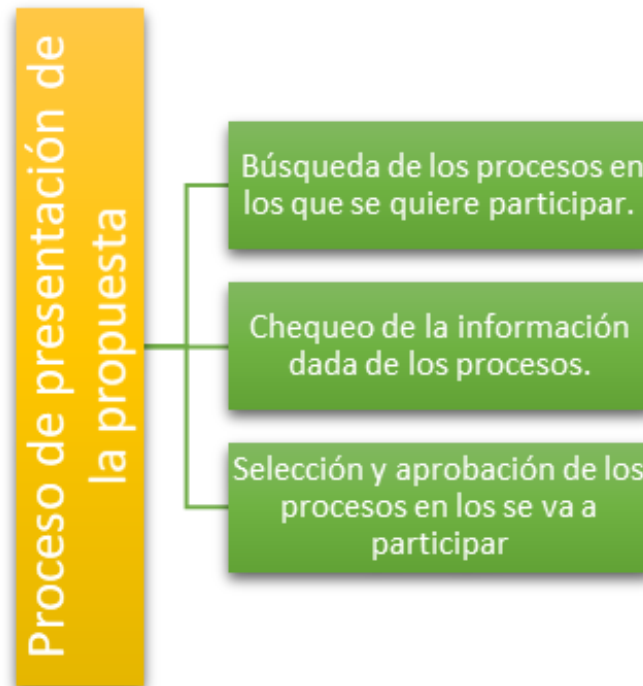 Proceso de presentación de
la propuesta
Búsqueda de los procesos en
los que se quiere participar.
Chequeo de la información
dada de los procesos.
Selección y aprobación de los
procesos en los se va a
participar